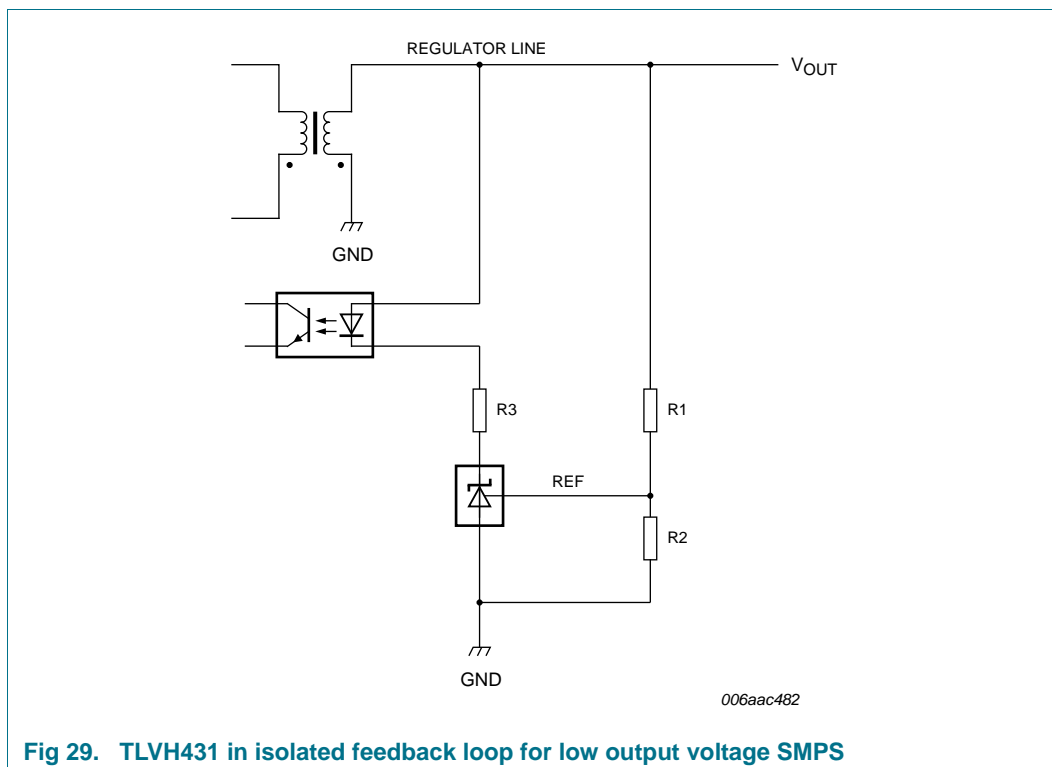 REGULATOR LINE
VOUT
GND
R3
R1
REF
R2
GND
006aac482
Fig 29. TLVH431 in isolated feedback loop for low output voltage SMPS